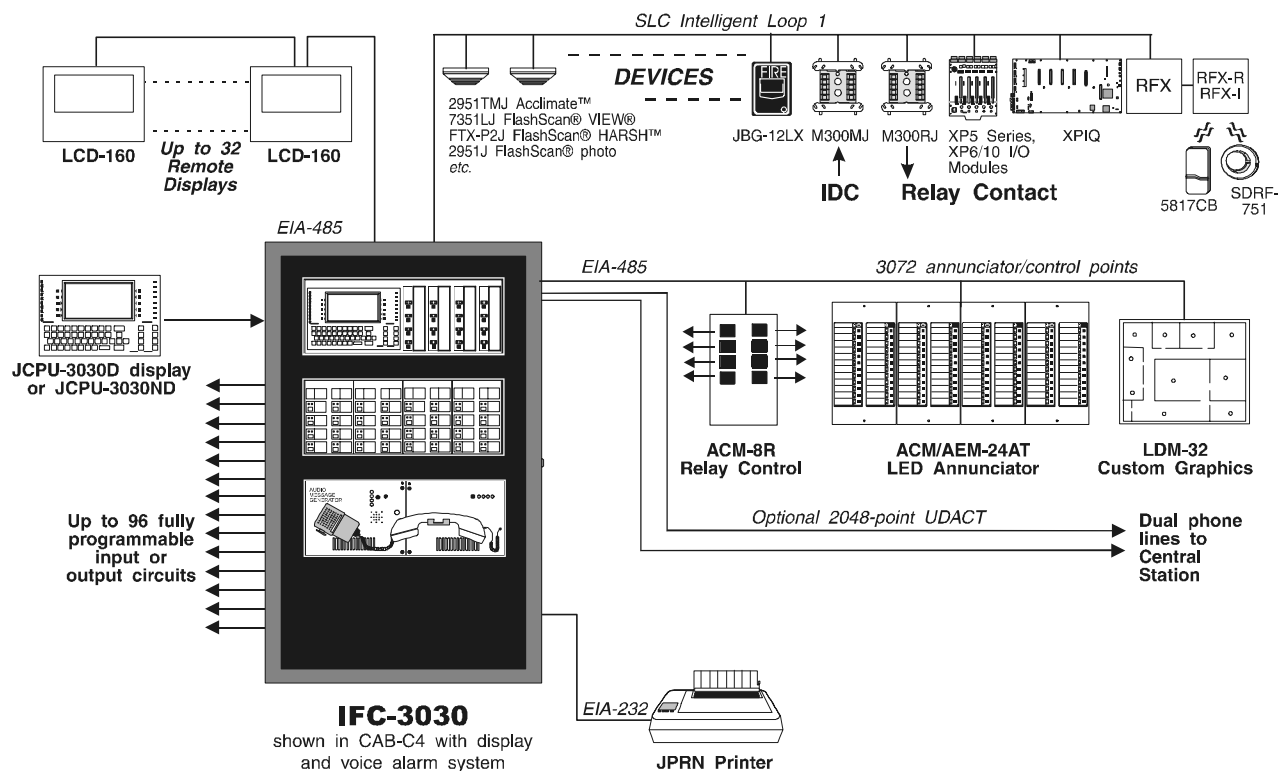 SLC Intelligent Loop 1
LCD-160
Up to 32
Remote
Displays
LCD-160
2951TMJ Acclimate™
7351LJ FlashScan® VIEW®
FTX-P2J FlashScan® HARSH™
2951J FlashScan® photo
etc.
DEVICES
FIRE
JBG-12LX
M300MJ
M300RJ
XP5 Series,
XP6/10 I/O
Modules
XPIQ
RFX
RFX-R
RFX-I
IDC
Relay Contact
5817CB
SDRF-
751
EIA-485
EIA-485
3072 annunciator/control points
JCPU-3030D display
or JCPU-3030ND
ACM-8R
Relay Control
ACM/AEM-24AT
LED Annunciator
LDM-32
Custom Graphics
AUDIO
MESSAGE
GENERATOR
Up to 96 fully
programmable
input or
output circuits
Optional 2048-point UDACT
Dual phone
lines to
Central
Station
EIA-232
IFC-3030
shown in CAB-C4 with display
and voice alarm system
JPRN Printer